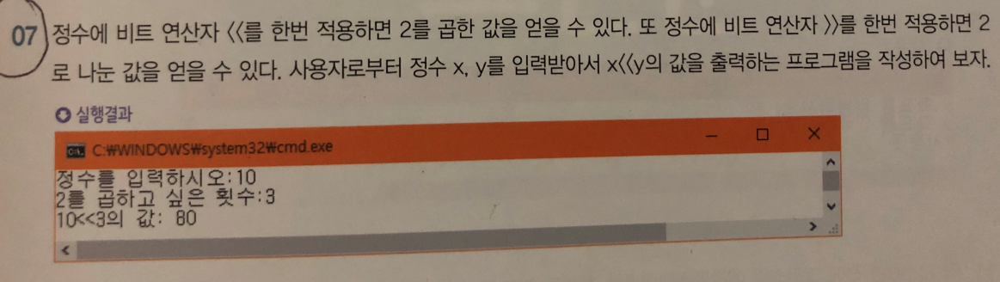 07 정수에 비트 연산자 <<를 한번 적용하면 2를 곱한 값을 얻을 수 있다. 또 정수에 비트 연산자 >>를 한번 적용하면 2
로 나눈 값을 얻을 수 있다. 사용자로부터 정수 x, y를 입력받아서 x<<y의 값을 출력하는 프로그램을 작성하여 보자.
실행결과
C:₩WINDOWS₩system32₩cmd.exe
정수를 입력하시오:10
2를 곱하고 싶은 횟수:3
10<<3의 값: 80